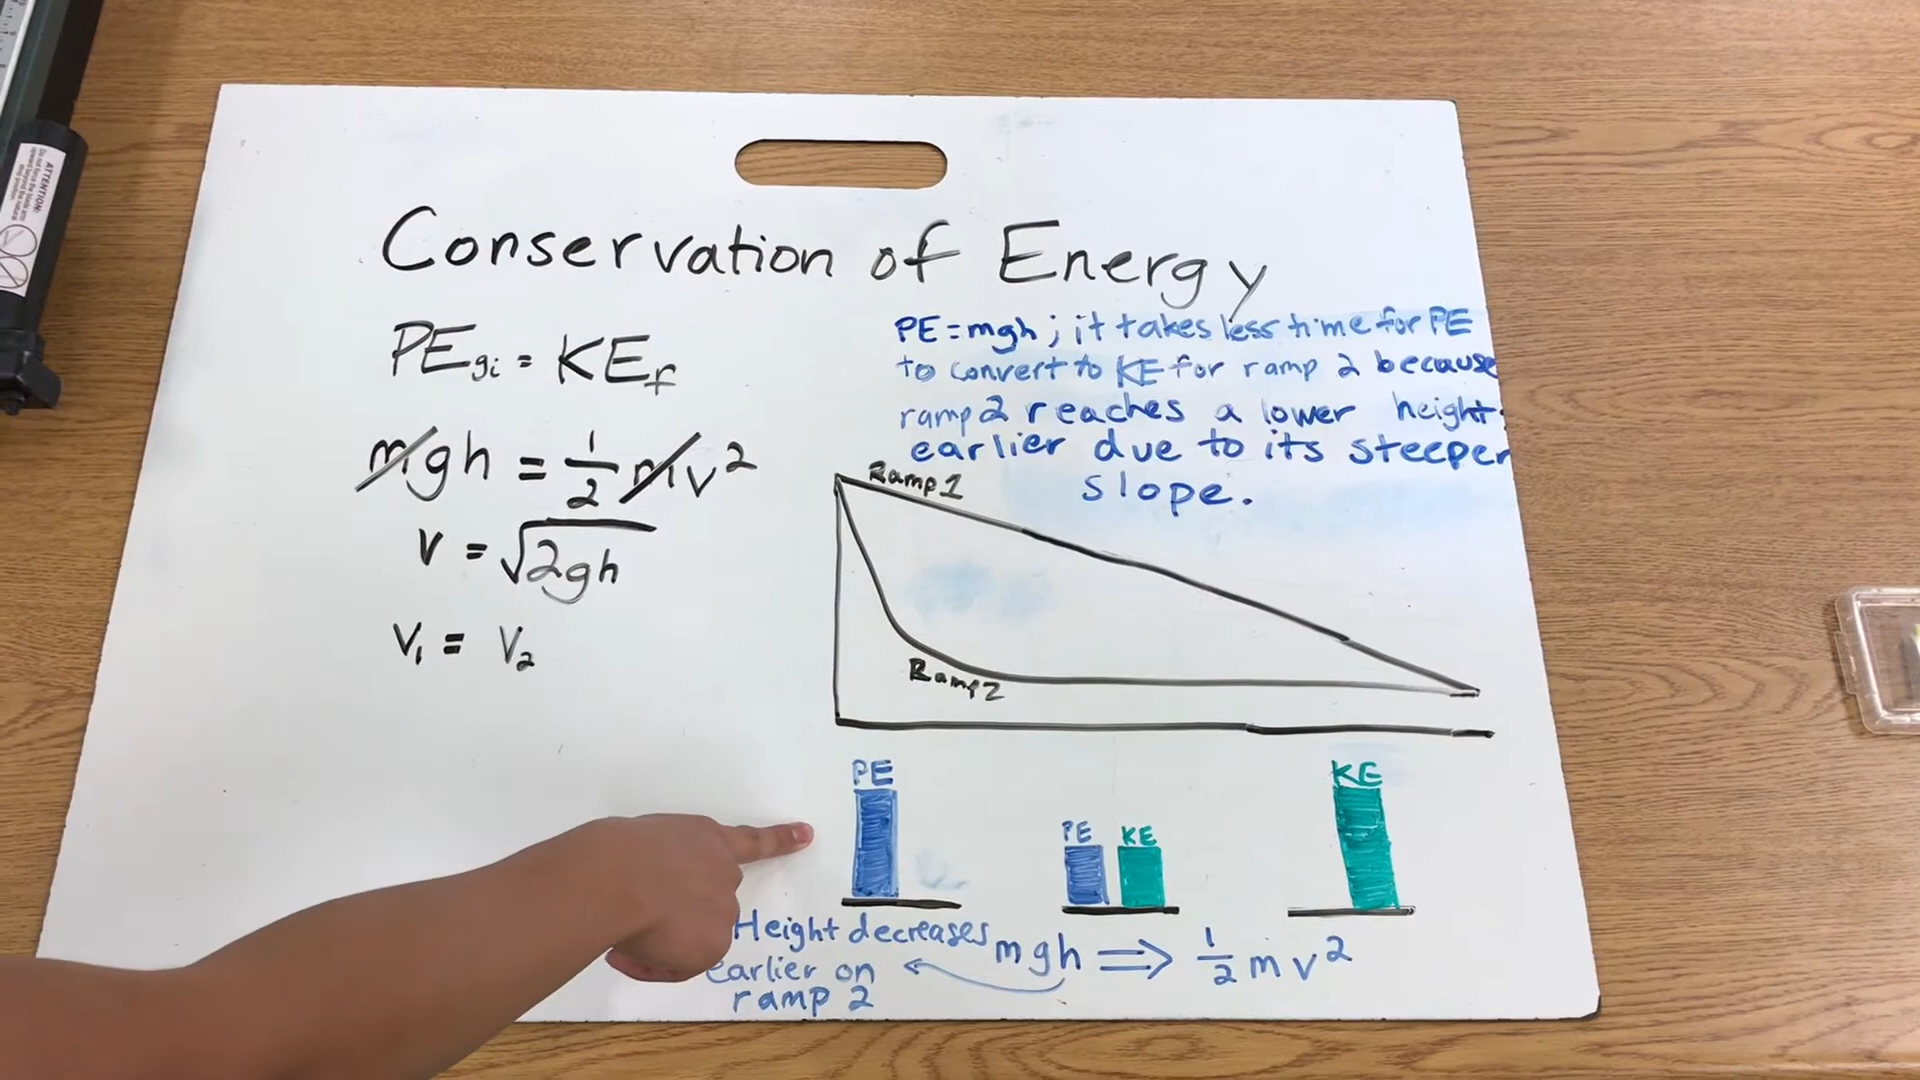 Conservation of Energy
PEgi = KEf
mgh = 1/2 mv²
v = √2gh
V₁ = V₂
PE=mgh; it takes less time for PE
to convert to KE for ramp 2 because
ramp 2 reaches a lower height
earlier due to its steeper
slope.
Ramp 1
Ramp 2
PE
PE KE
KE
Height decreases
earlier on
ramp 2
mgh ⇒ 1/2 mv²
ATTENTION: